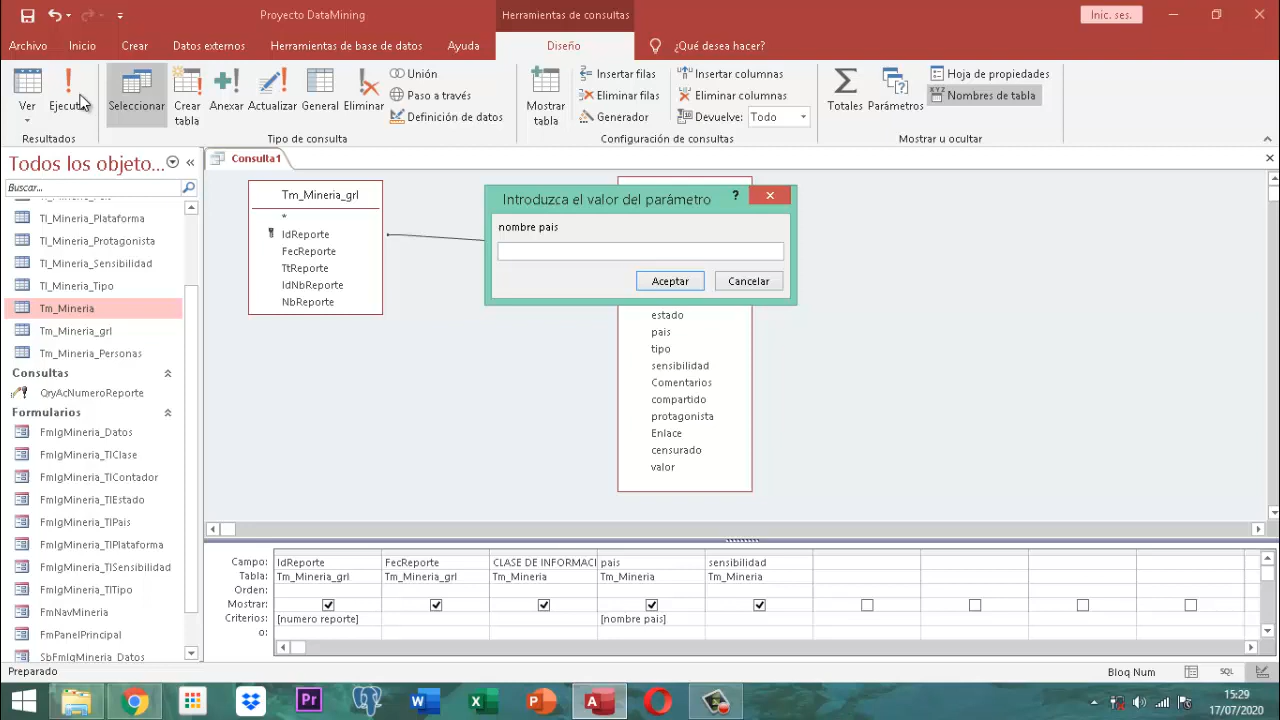 Proyecto DataMining
Herramientas de consultas
Inic. ses.
Archivo
Inicio
Crear
Datos externos
Herramientas de base de datos
Ayuda
Diseño
¿Qué desea hacer?
Ver
Seleccionar
Crear tabla
Anexar
Actualizar
General
Eliminar
Unión
Paso a través
Definición de datos
Mostrar tabla
Insertar filas
Eliminar filas
Generador
Insertar columnas
Eliminar columnas
Devuelve: Todo
Totales
Parámetros
Hoja de propiedades
Nombres de tabla
Resultados
Tipo de consulta
Configuración de consultas
Mostrar u ocultar
Todos los objeto...
Buscar...
Tl_Mineria_Plataforma
Tl_Mineria_Protagonista
Tl_Mineria_Sensibilidad
Tl_Mineria_Tipo
Tm_Mineria
Tm_Mineria_grl
Tm_Mineria_Personas
Consultas
QryAcNumeroReporte
Formularios
FmIgMineria_Datos
FmIgMineria_TlClase
FmIgMineria_TlContador
FmIgMineria_TlEstado
FmIgMineria_TlPais
FmIgMineria_TlPlataforma
FmIgMineria_TlSensibilidad
FmIgMineria_TlTipo
FmNavMineria
FmPanelPrincipal
SbFmIgMineria_Datos
Consulta1
Tm_Mineria_grl
*
IdReporte
FecReporte
TtReporte
IdNbReporte
NbReporte
Introduzca el valor del parámetro
?
nombre pais
Aceptar
Cancelar
estado
pais
tipo
sensibilidad
Comentarios
compartido
protagonista
Enlace
censurado
valor
Campo: IdReporte FecReporte CLASE DE INFORMACI pais sensibilidad
Tabla: Tm_Mineria_grl Tm_Mineria_grl Tm_Mineria Tm_Mineria Tm_Mineria
Orden:
Mostrar:
Criterios: [numero reporte] [nombre pais]
o:
Preparado
Bloq Num
SQL
15:29
17/07/2020